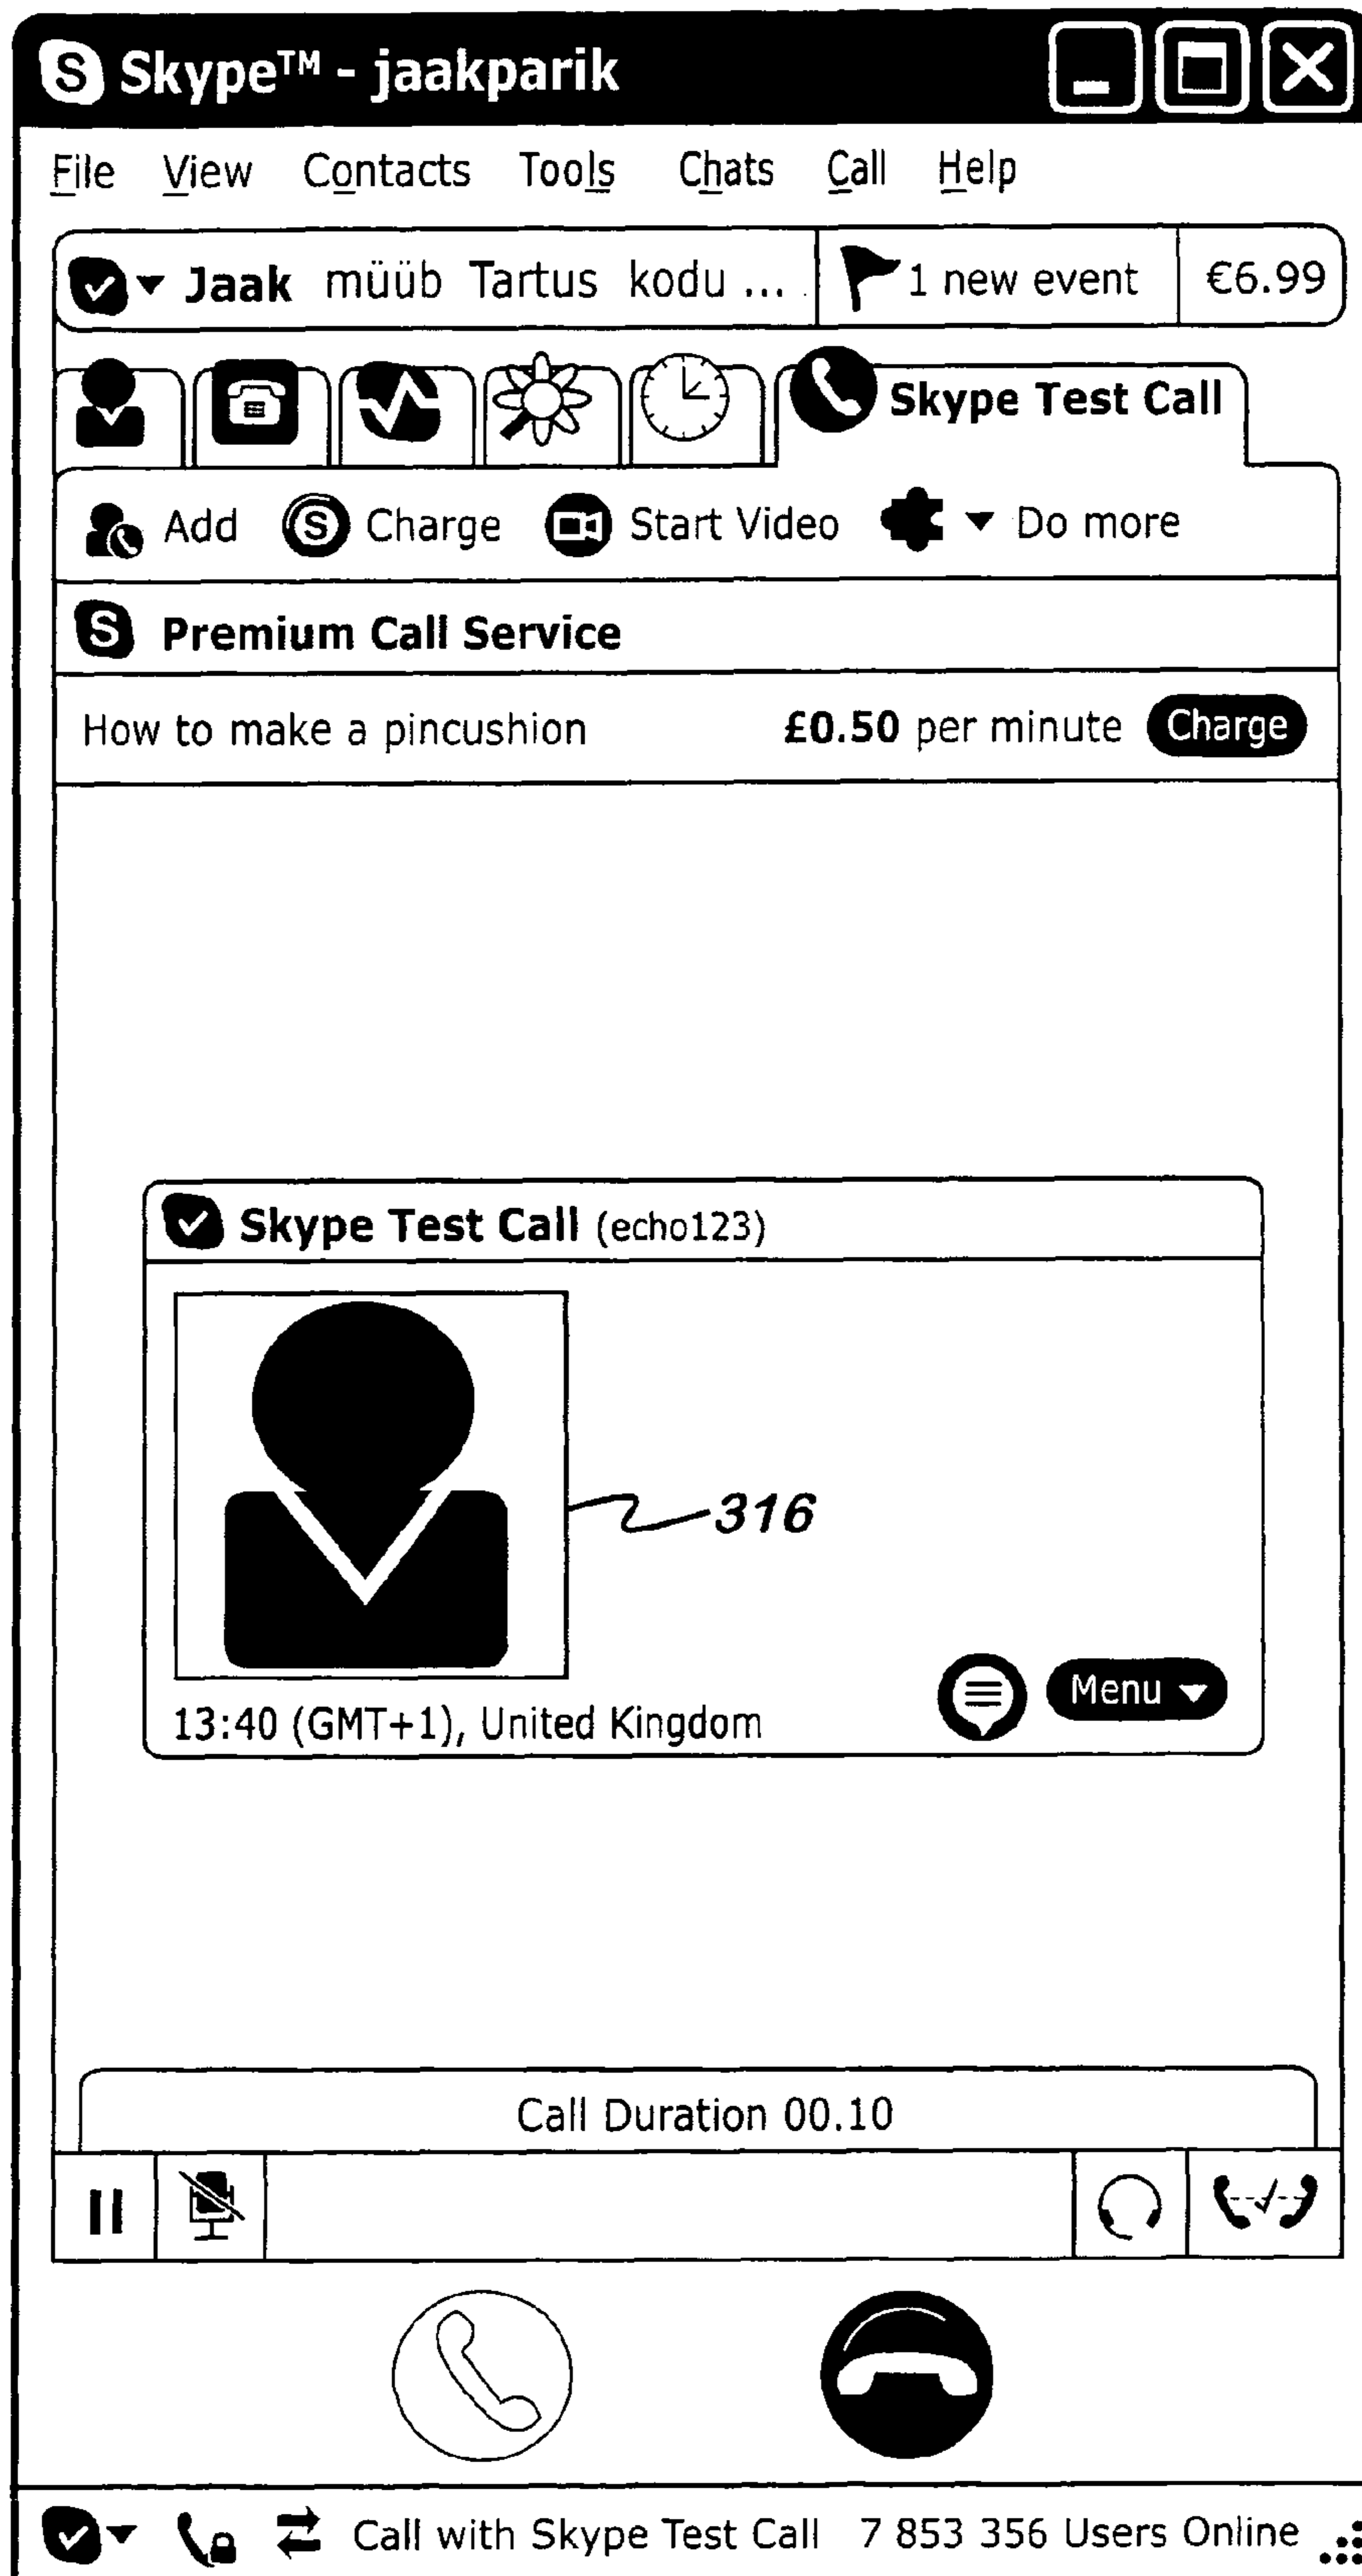 Skype™ - jaakparik
File View Contacts Tools Chats Call Help
Jaak müüb Tartus kodu ... 1 new event €6.99
Skype Test Call
Add Charge Start Video Do more
Premium Call Service
How to make a pincushion £0.50 per minute Charge
Skype Test Call (echo123)
316
Menu
13:40 (GMT+1), United Kingdom
Call Duration 00.10
Call with Skype Test Call 7 853 356 Users Online